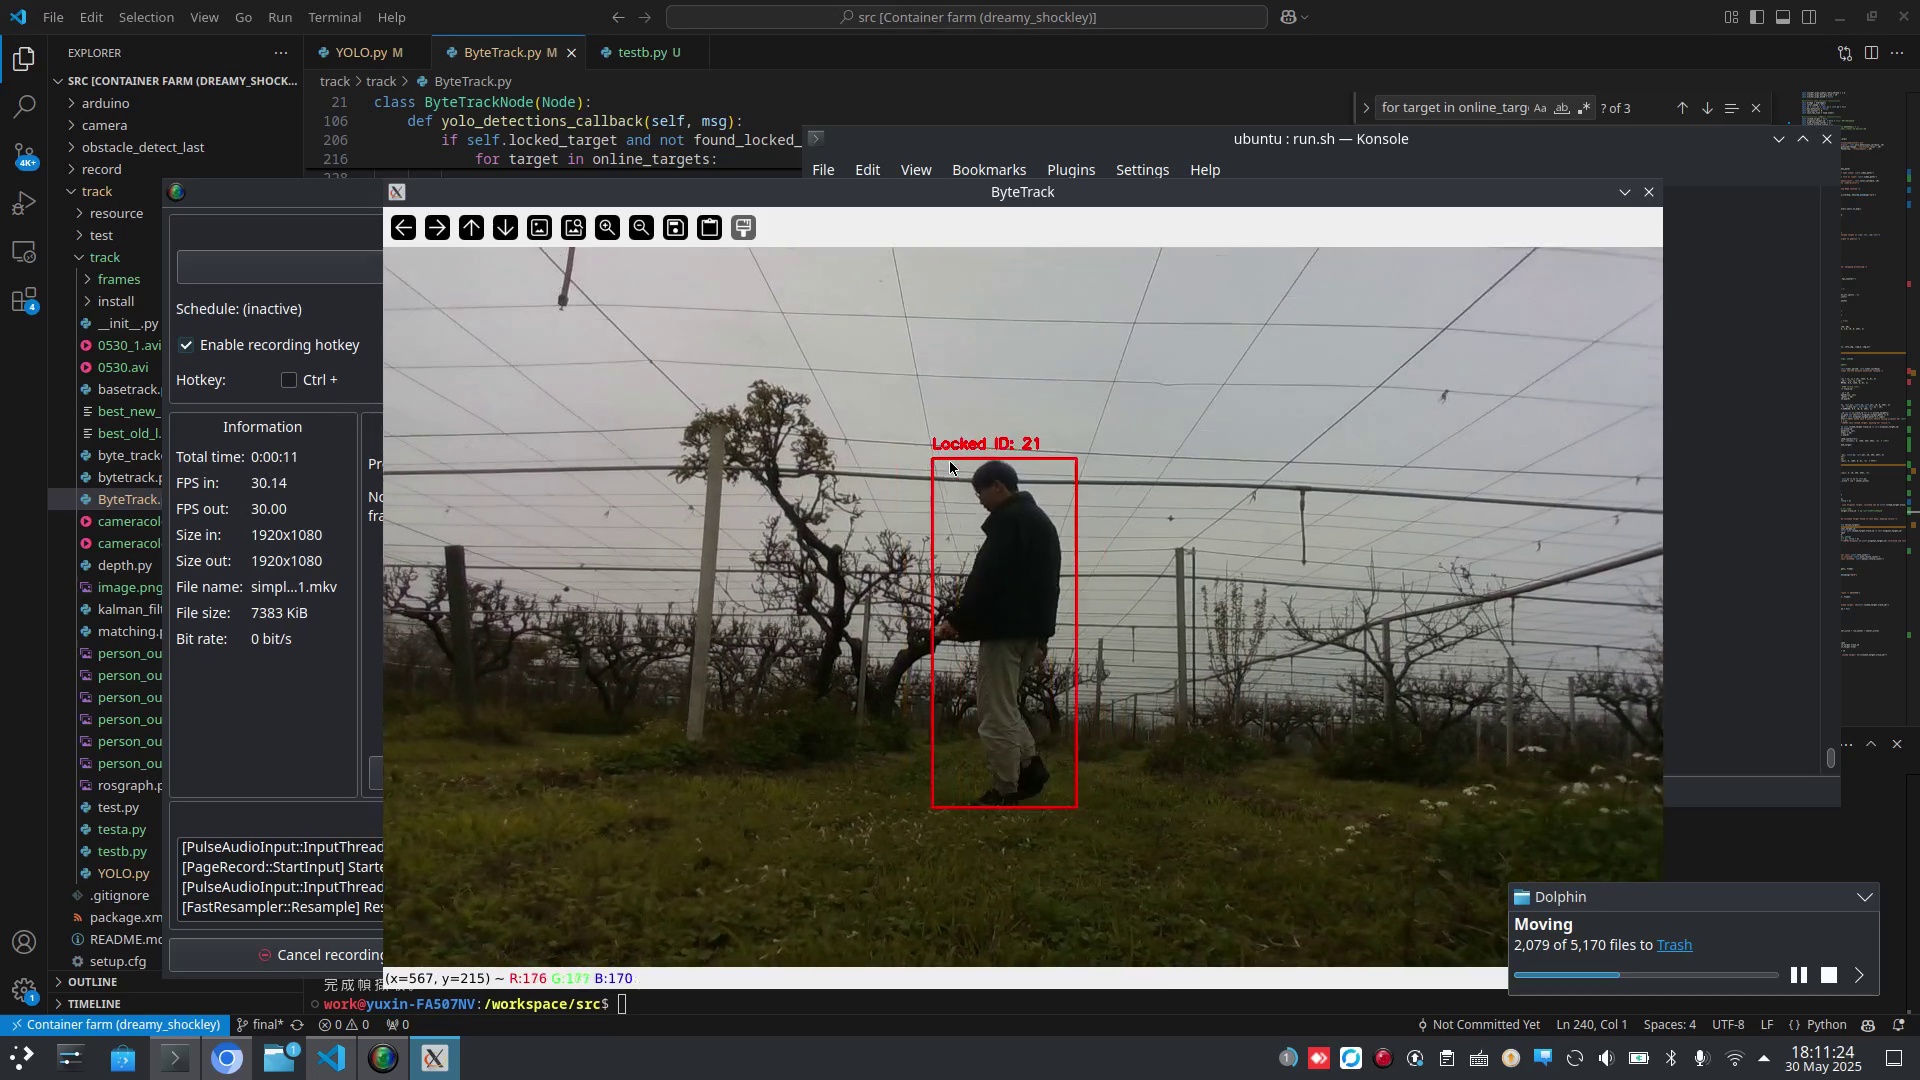 File Edit Selection View Go Run Terminal Help
src [Container farm (dreamy_shockley)]
EXPLORER
YOLO.py M
ByteTrack.py M
testb.py U
SRC [CONTAINER FARM (DREAMY_SHOCK...
track > track > ByteTrack.py
arduino
camera
obstacle_detect_last
record
track
resource
test
track
frames
install
__init__.py
0530_1.avi
0530.avi
basetrack.
best_new_
best_old_l.
byte_track
bytetrack.p
ByteTrack.
cameracol
cameracol
depth.py
image.png
kalman_filt
matching.p
person_ou
person_ou
person_ou
person_ou
person_ou
person_ou
rosgraph.p
test.py
testa.py
testb.py
YOLO.py
.gitignore
package.xm
README.md
setup.cfg
OUTLINE
TIMELINE
4K+
4
1
21 class ByteTrackNode(Node):
106 def yolo_detections_callback(self, msg):
206 if self.locked_target and not found_locked_
216 for target in online_targets:
for target in online_targ
Aa ab
? of 3
ubuntu : run.sh — Konsole
File Edit View Bookmarks Plugins Settings Help
ByteTrack
Schedule: (inactive)
Enable recording hotkey
Hotkey: Ctrl +
Information
Total time: 0:00:11
FPS in: 30.14
FPS out: 30.00
Size in: 1920x1080
Size out: 1920x1080
File name: simpl...1.mkv
File size: 7383 KiB
Bit rate: 0 bit/s
Pr
No
fra
[PulseAudioInput::InputThread
[PageRecord::StartInput] Starte
[PulseAudioInput::InputThread
[FastResampler::Resample] Res
Cancel recording
Locked ID: 21
(x=567, y=215) ~ R:176 G:177 B:170
work@yuxin-FA507NV:/workspace/src$
Dolphin
Moving
2,079 of 5,170 files to Trash
Container farm (dreamy_shockley)
final*
0 0
0
Not Committed Yet
Ln 240, Col 1
Spaces: 4
UTF-8
LF
Python
1
1
18:11:24
30 May 2025